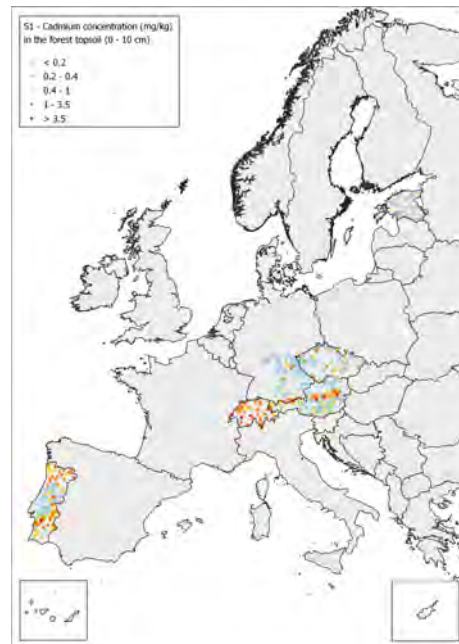 S1 - Cadmium concentration (mg/kg)
in the forest topsoil (0 - 10 cm)
< 0.2
0.2 - 0.4
0.4 - 1
1 - 3.5
> 3.5